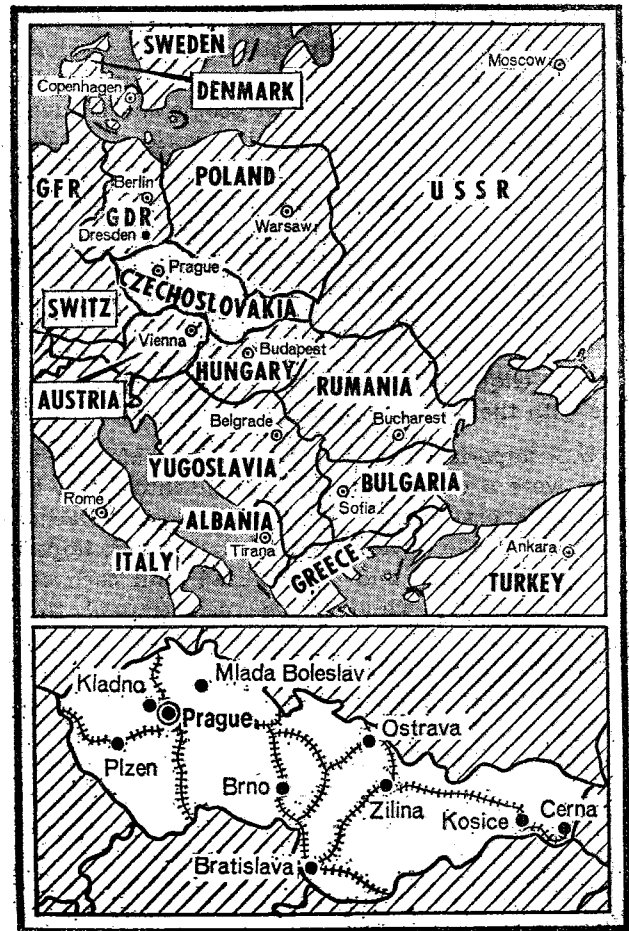 SWEDEN
Moscow
Copenhagen
DENMARK
GFR
Berlin
POLAND
USSR
GDR
Warsaw
Dresden
Prague
CZECHOSLOVAKIA
SWITZ
Vienna
Budapest
HUNGARY
RUMANIA
AUSTRIA
Belgrade
Bucharest
YUGOSLAVIA
BULGARIA
Sofia
Rome
ALBANIA
Tirana
Ankara
ITALY
GREECE
TURKEY
Mlada Boleslav
Kladno
Prague
Ostrava
Plzen
Brno
Zilina
Kosice
Cerna
Bratislava